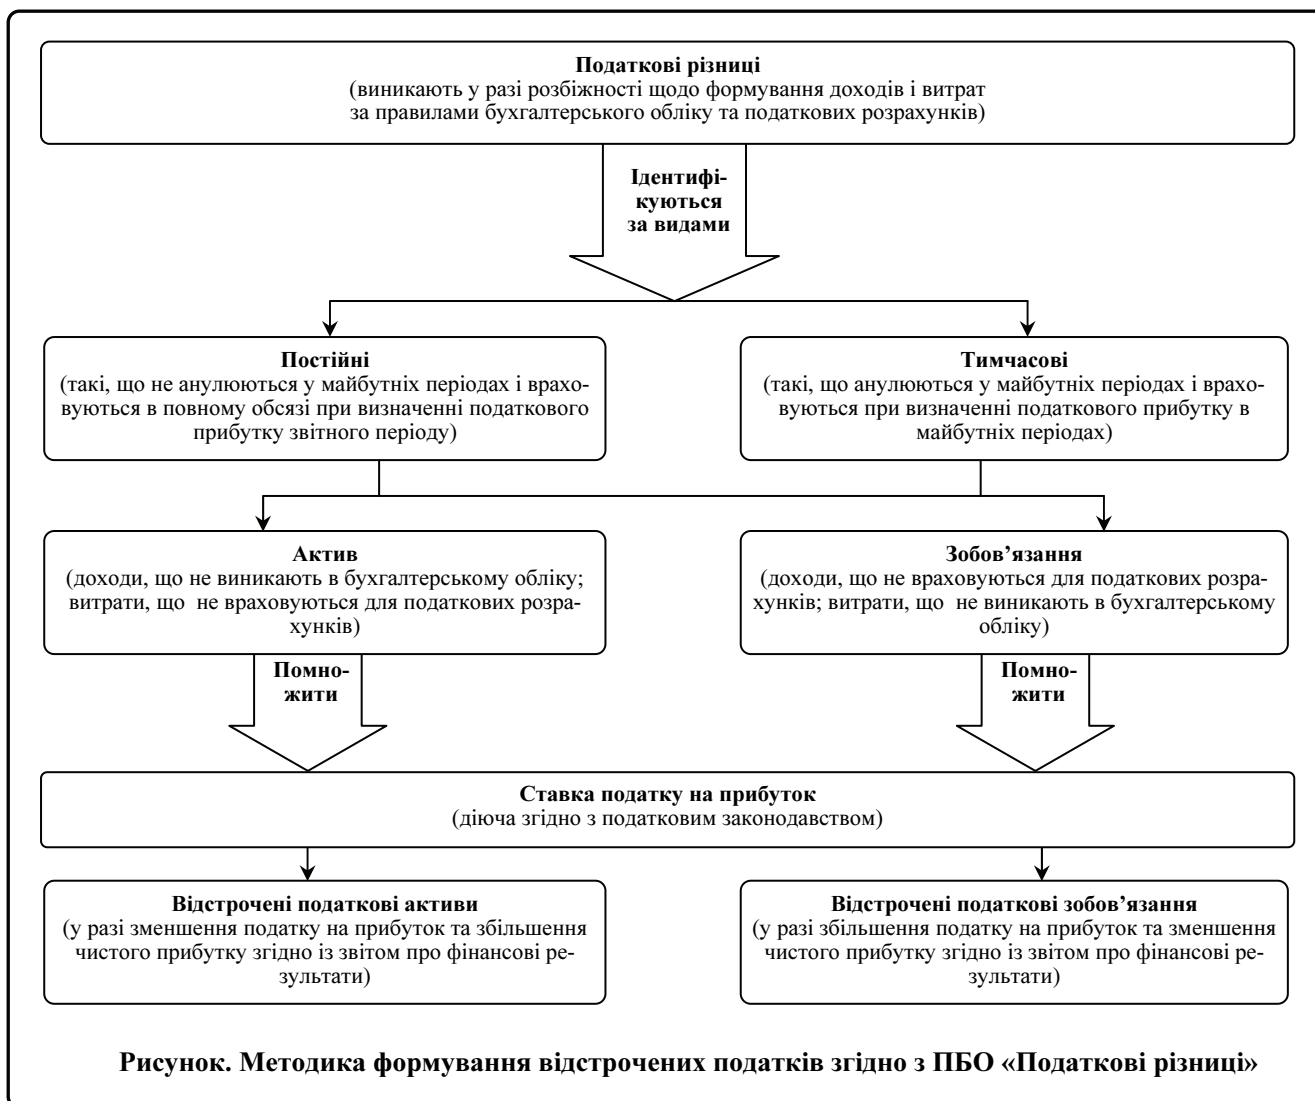 Податкові різниці
(виникають у разі розбіжності щодо формування доходів і витрат
за правилами бухгалтерського обліку та податкових розрахунків)
Ідентифі-
куються
за видами
Постійні
(такі, що не анулюються у майбутніх періодах і врахо-
вуються в повному обсязі при визначенні податкового
прибутку звітного періоду)
Тимчасові
(такі, що анулюються у майбутніх періодах і врахо-
вуються при визначенні податкового прибутку в
майбутніх періодах)
Актив
(доходи, що не виникають в бухгалтерському обліку;
витрати, що не враховуються для податкових розра-
хунків)
Зобов’язання
(доходи, що не враховуються для податкових розра-
хунків; витрати, що не виникають в бухгалтерському
обліку)
Помно-
жити
Помно-
жити
Ставка податку на прибуток
(діюча згідно з податковим законодавством)
Відстрочені податкові активи
(у разі зменшення податку на прибуток та збільшення
чистого прибутку згідно із звітом про фінансові ре-
зультати)
Відстрочені податкові зобов’язання
(у разі збільшення податку на прибуток та зменшення
чистого прибутку згідно із звітом про фінансові ре-
зультати)
Рисунок. Методика формування відстрочених податків згідно з ПБО «Податкові різниці»